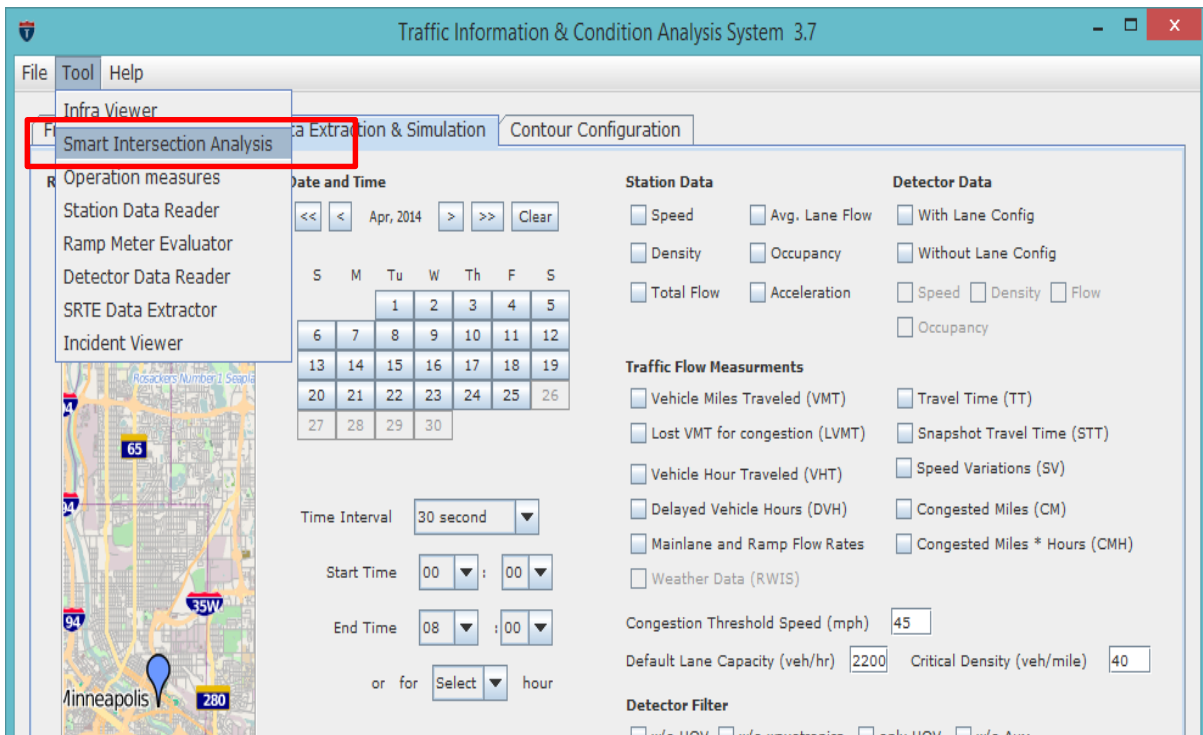 Traffic Information & Condition Analysis System 3.7
File Tool Help
Infra Viewer
Smart Intersection Analysis
Operation measures
Station Data Reader
Ramp Meter Evaluator
Detector Data Reader
SRTE Data Extractor
Incident Viewer
Extraction & Simulation
Contour Configuration
Date and Time
<< < Apr, 2014 > >> Clear
S M Tu W Th F S
1 2 3 4 5
6 7 8 9 10 11 12
13 14 15 16 17 18 19
20 21 22 23 24 25 26
27 28 29 30
Time Interval 30 second
Start Time 00 : 00
End Time 08 : 00
or for Select hour
Station Data
Speed Avg. Lane Flow
Density Occupancy
Total Flow Acceleration
Detector Data
With Lane Config
Without Lane Config
Speed Density Flow
Occupancy
Traffic Flow Measurments
Vehicle Miles Traveled (VMT) Travel Time (TT)
Lost VMT for congestion (LVMT) Snapshot Travel Time (STT)
Vehicle Hour Traveled (VHT) Speed Variations (SV)
Delayed Vehicle Hours (DVH) Congested Miles (CM)
Mainlane and Ramp Flow Rates Congested Miles * Hours (CMH)
Weather Data (RWIS)
Congestion Threshold Speed (mph) 45
Default Lane Capacity (veh/hr) 2200 Critical Density (veh/mile) 40
Detector Filter
Rosackers Number 1 Seapla
94
65
94
35W
94
Minneapolis
280